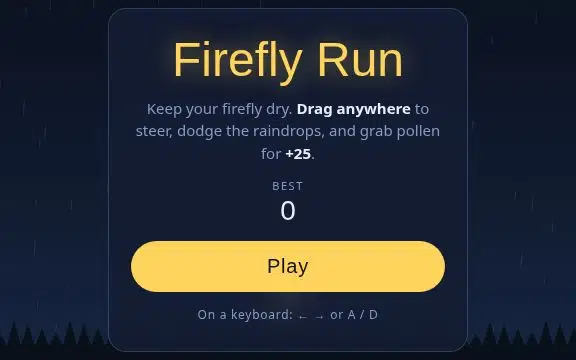 Firefly Run
Keep your firefly dry. Drag anywhere to
steer, dodge the raindrops, and grab pollen
for +25.
BEST
0
Play
On a keyboard: ← → or A / D